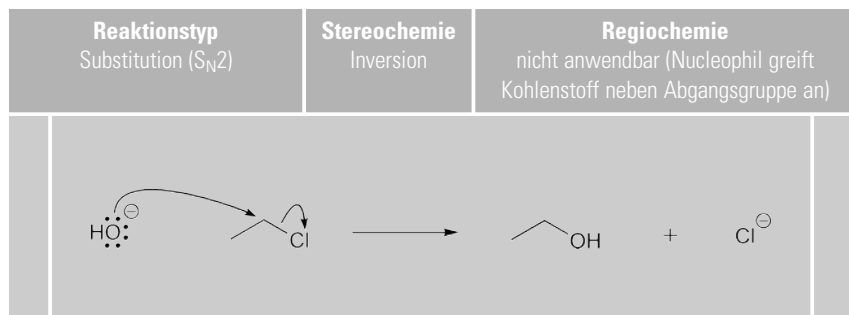 Reaktionstyp
Substitution (SN2)
Stereochemie
Inversion
Regiochemie
nicht anwendbar (Nucleophil greift
Kohlenstoff neben Abgangsgruppe an)
HO:⊖ Cl OH + Cl⊖